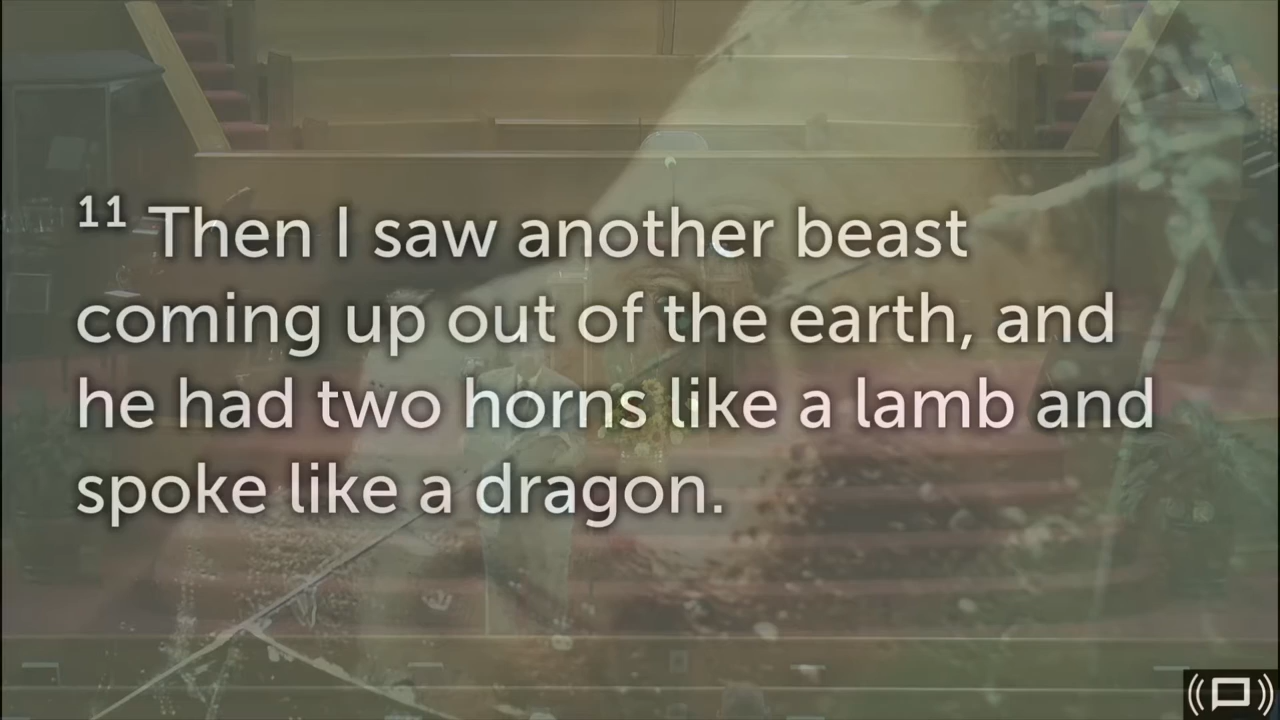 11 Then I saw another beast
coming up out of the earth, and
he had two horns like a lamb and
spoke like a dragon.